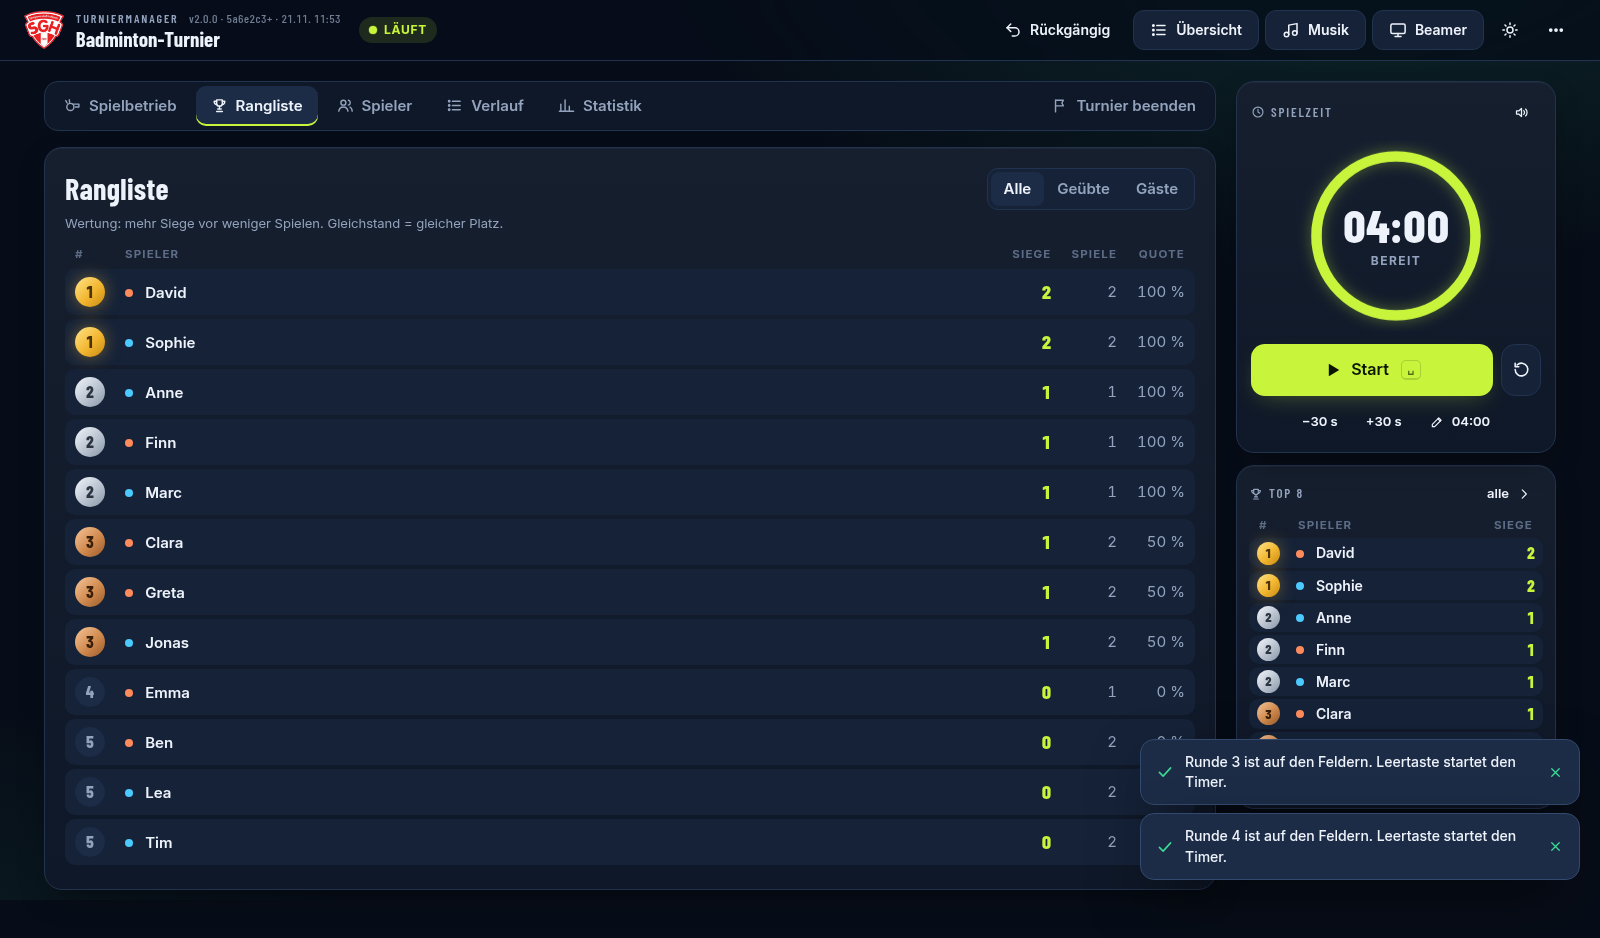 SGH
TURNIERMANAGER v2.0.0 · 5a6e2c3+ · 21.11. 11:53
Badminton-Turnier
LÄUFT
Rückgängig
Übersicht
Musik
Beamer
Spielbetrieb
Rangliste
Spieler
Verlauf
Statistik
Turnier beenden
Rangliste
Alle
Geübte
Gäste
Wertung: mehr Siege vor weniger Spielen. Gleichstand = gleicher Platz.
# SPIELER SIEGE SPIELE QUOTE
1 David 2 2 100 %
1 Sophie 2 2 100 %
2 Anne 1 1 100 %
2 Finn 1 1 100 %
2 Marc 1 1 100 %
3 Clara 1 2 50 %
3 Greta 1 2 50 %
3 Jonas 1 2 50 %
4 Emma 0 1 0 %
5 Ben 0 2
5 Lea 0 2
5 Tim 0 2
SPIELZEIT
04:00
BEREIT
Start
−30 s
+30 s
04:00
TOP 8
alle
# SPIELER SIEGE
1 David 2
1 Sophie 2
2 Anne 1
2 Finn 1
2 Marc 1
3 Clara 1
Runde 3 ist auf den Feldern. Leertaste startet den
Timer.
Runde 4 ist auf den Feldern. Leertaste startet den
Timer.